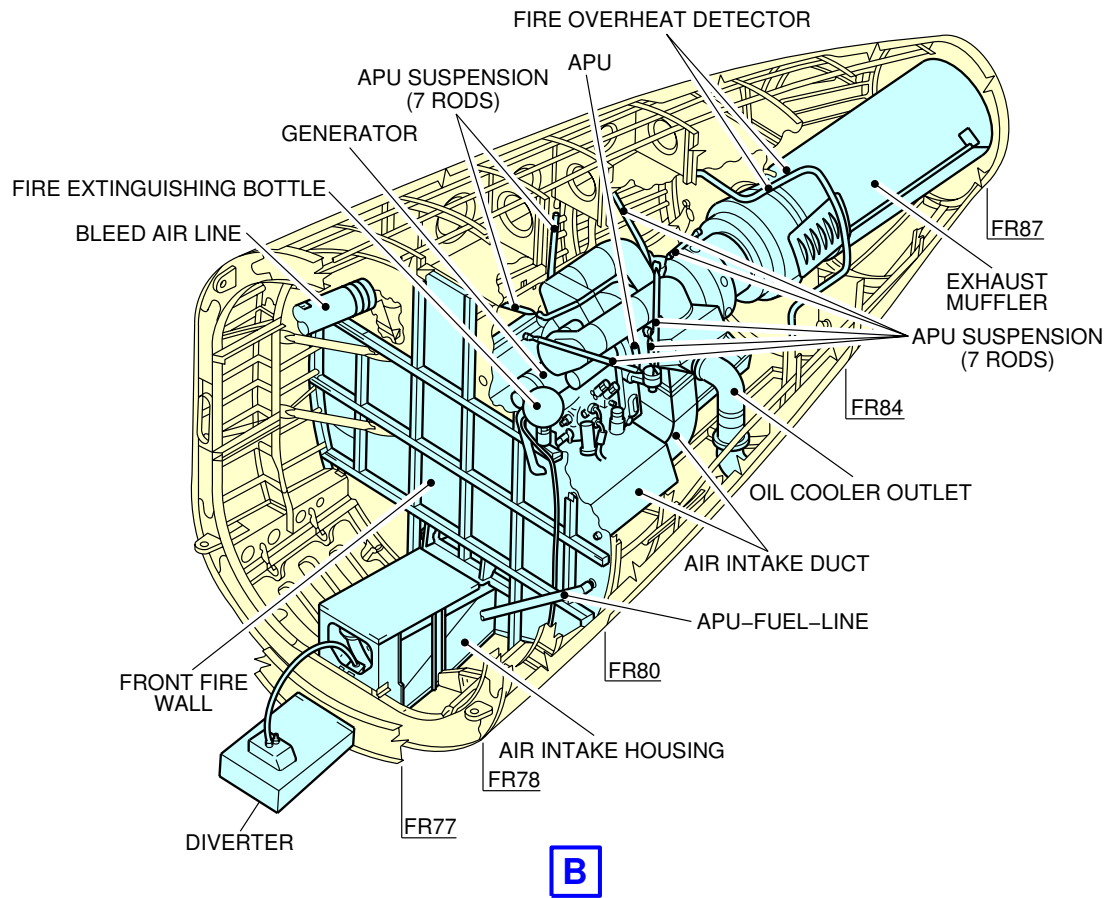 FIRE OVERHEAT DETECTOR
APU SUSPENSION
(7 RODS)
APU
GENERATOR
FIRE EXTINGUISHING BOTTLE
BLEED AIR LINE
FR87
EXHAUST
MUFFLER
APU SUSPENSION
(7 RODS)
FR84
OIL COOLER OUTLET
AIR INTAKE DUCT
APU−FUEL−LINE
FR80
FRONT FIRE
WALL
AIR INTAKE HOUSING
FR78
FR77
DIVERTER
B